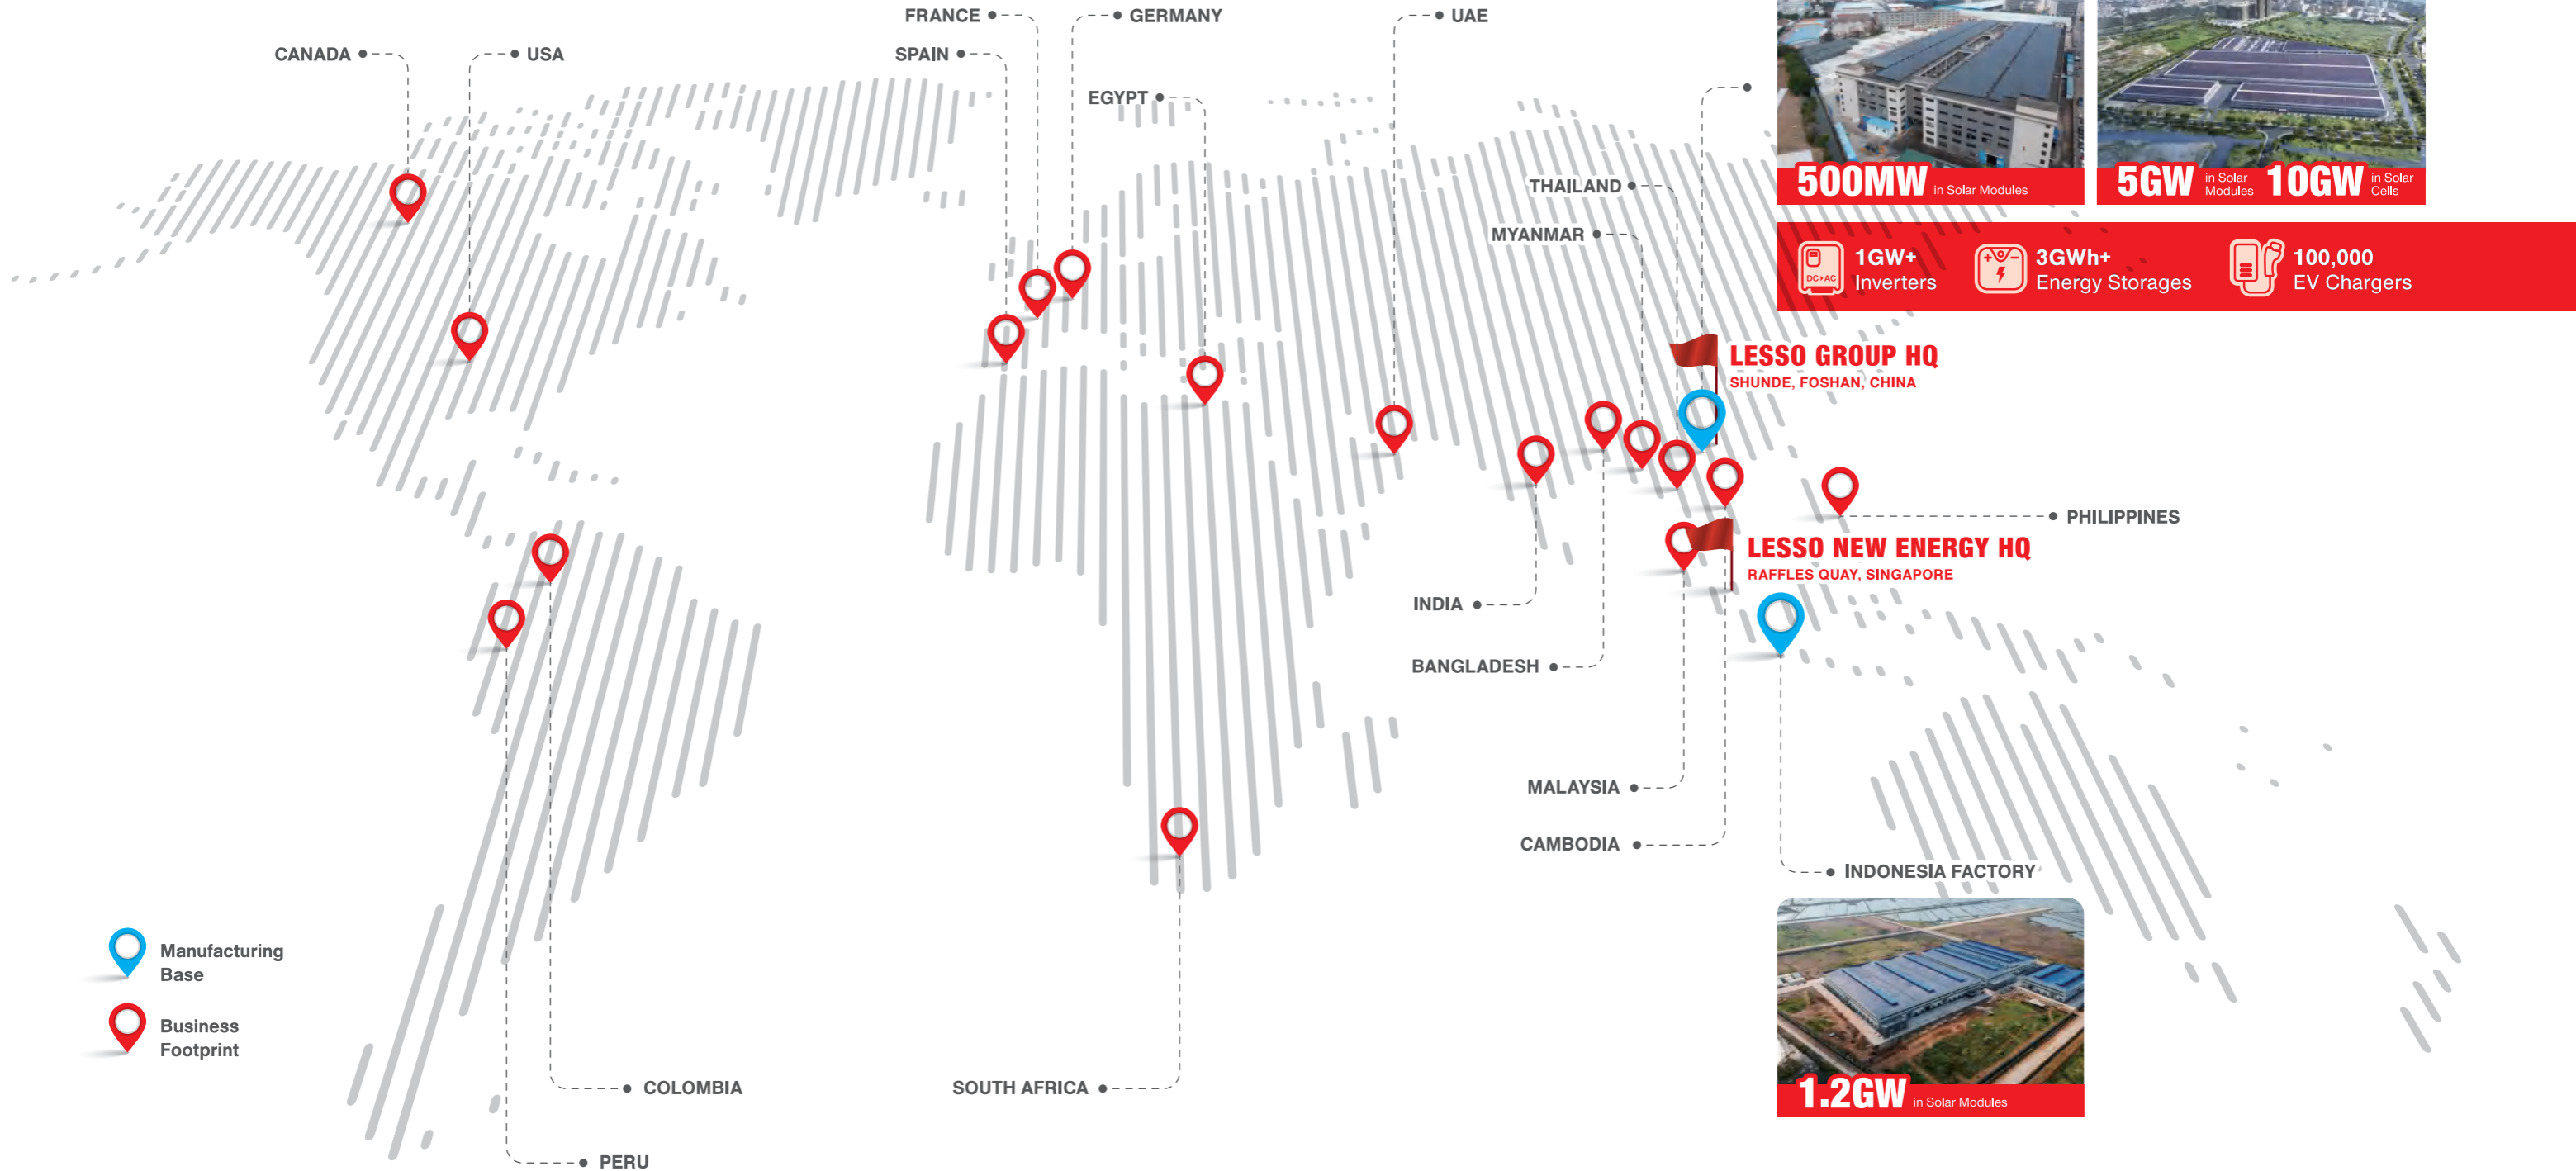 FRANCE
GERMANY
UAE
CANADA
USA
SPAIN
EGYPT
500MW in Solar Modules
5GW in Solar Modules 10GW in Solar Cells
THAILAND
MYANMAR
1GW+
Inverters
3GWh+
Energy Storages
100,000
EV Chargers
DC▸AC
LESSO GROUP HQ
SHUNDE, FOSHAN, CHINA
PHILIPPINES
LESSO NEW ENERGY HQ
RAFFLES QUAY, SINGAPORE
INDIA
BANGLADESH
MALAYSIA
CAMBODIA
INDONESIA FACTORY
Manufacturing
Base
Business
Footprint
1.2GW in Solar Modules
COLOMBIA
SOUTH AFRICA
PERU